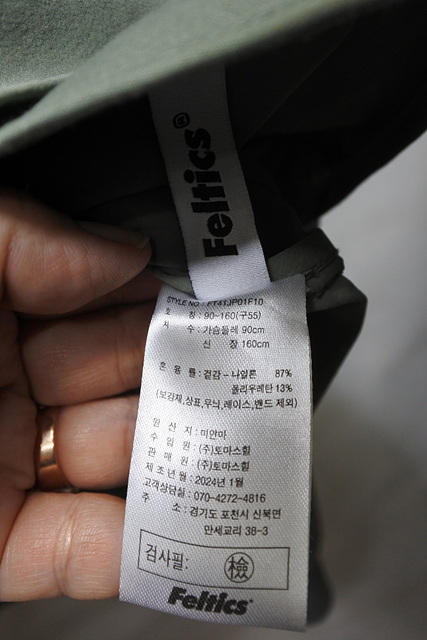 Feltics®
STYLE NO. : FT41JP01F10
호 칭 : 90-160(구55)
치 수 : 가슴둘레 90cm
신 장 160cm
혼 용 률 : 겉감 – 나일론 87%
폴리우레탄 13%
(보강재,상표,무늬,레이스,밴드 제외)
원 산 지 : 미얀마
수 입 원 : (주)토마스힐
판 매 원 : (주)토마스힐
제 조 년 월 : 2024년 1월
고객상담실 : 070-4272-4816
주 소 : 경기도 포천시 신북면
만세교리 38-3
검사필: 檢
Feltics